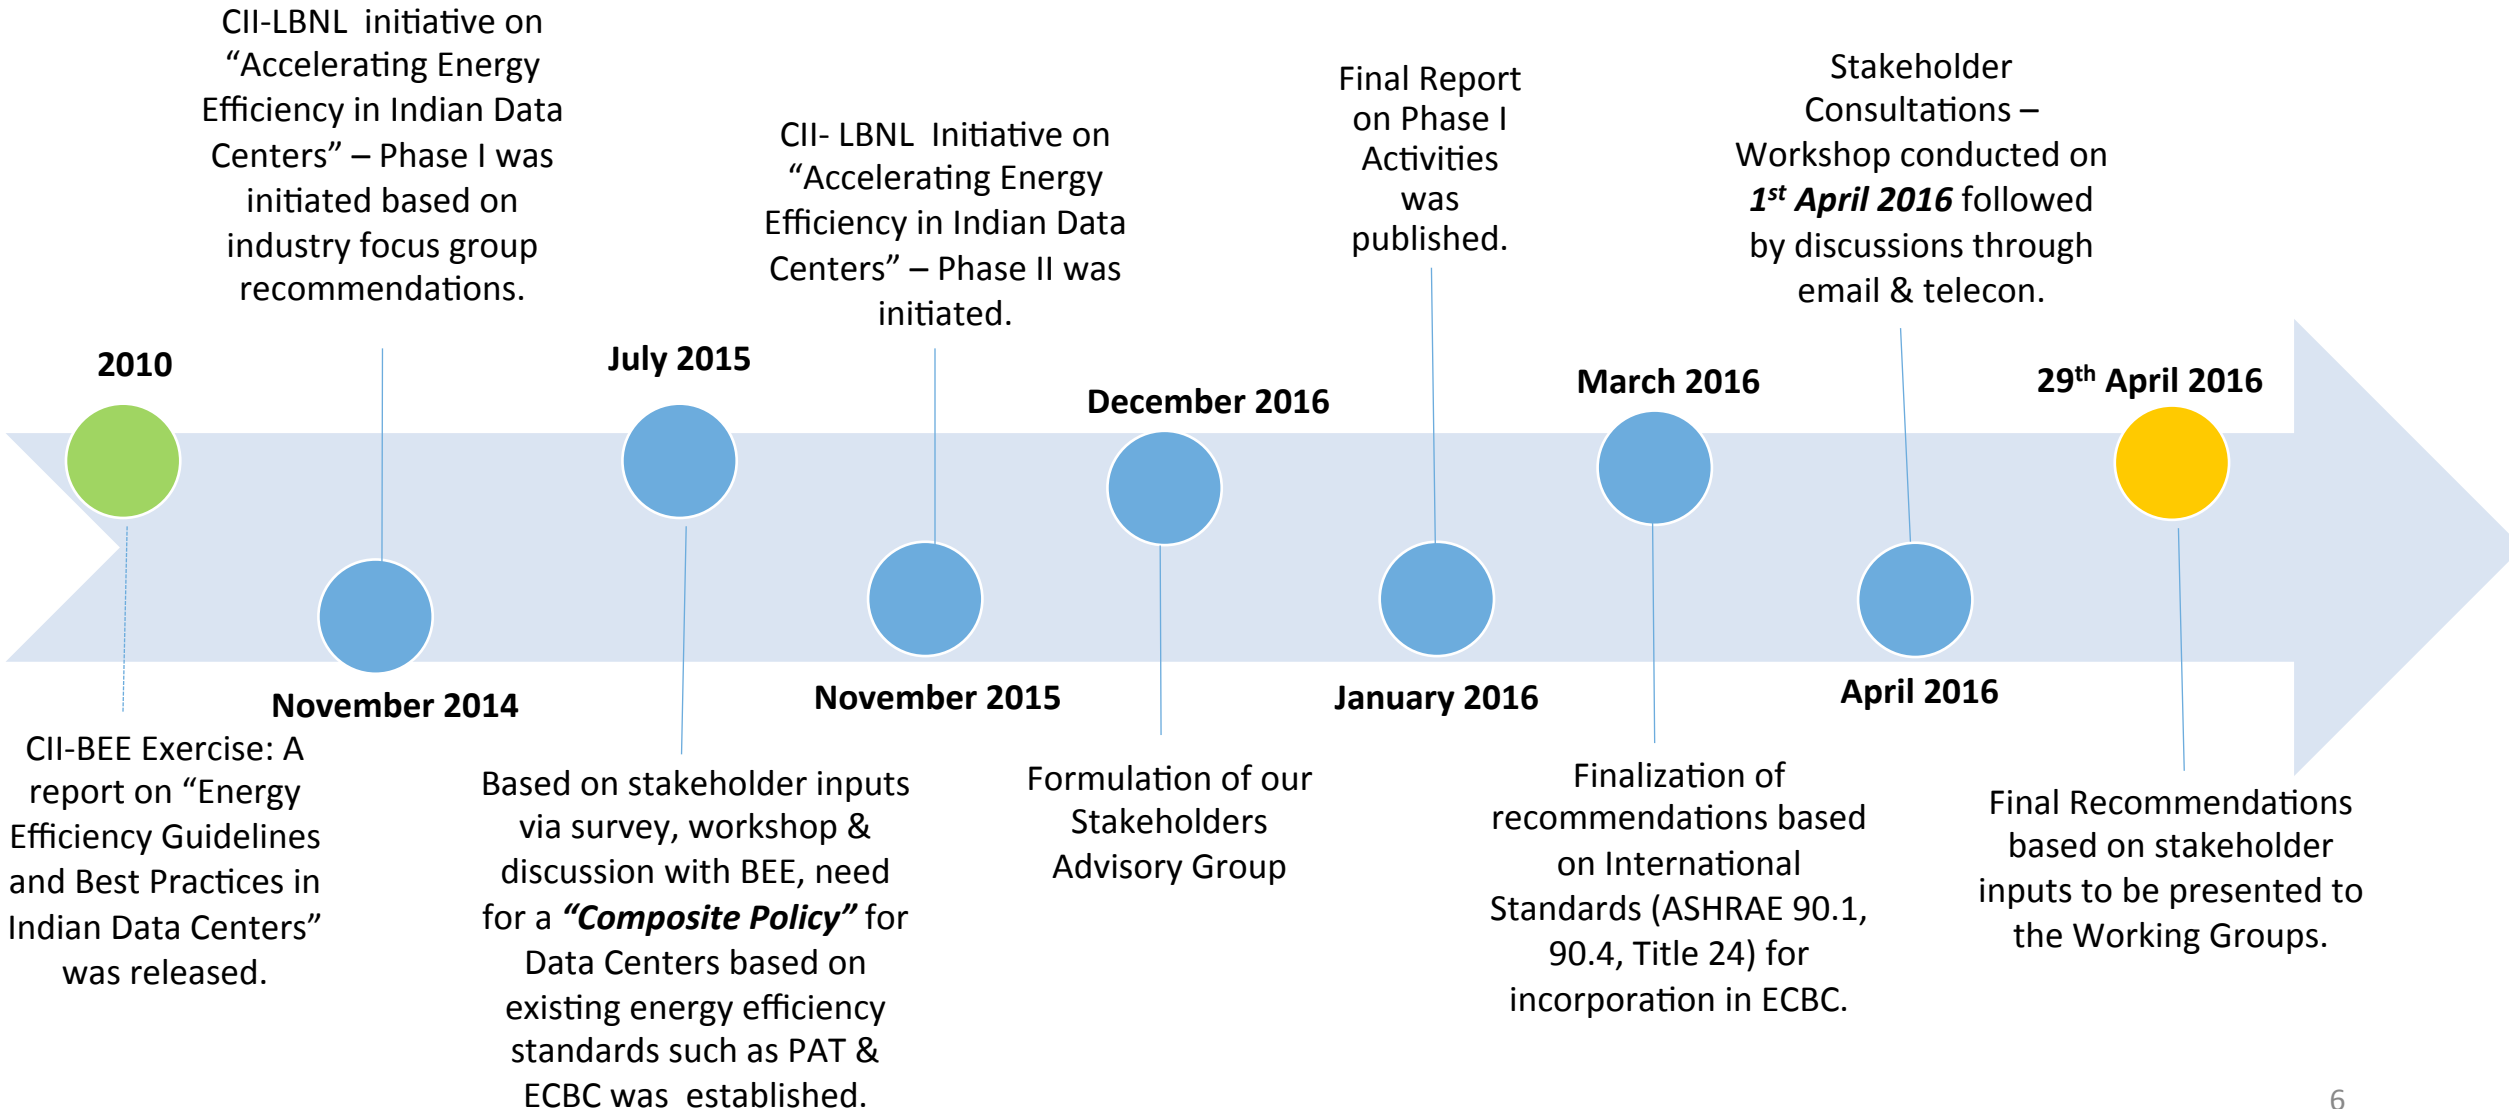 2010
CII-BEE Exercise: A
report on “Energy
Efficiency Guidelines
and Best Practices in
Indian Data Centers”
was released.
CII-LBNL initiative on
“Accelerating Energy
Efficiency in Indian Data
Centers” – Phase I was
initiated based on
industry focus group
recommendations.
November 2014
July 2015
Based on stakeholder inputs
via survey, workshop &
discussion with BEE, need
for a “Composite Policy” for
Data Centers based on
existing energy efficiency
standards such as PAT &
ECBC was established.
CII- LBNL Initiative on
“Accelerating Energy
Efficiency in Indian Data
Centers” – Phase II was
initiated.
November 2015
December 2016
Formulation of our
Stakeholders
Advisory Group
Final Report
on Phase I
Activities
was
published.
January 2016
March 2016
Finalization of
recommendations based
on International
Standards (ASHRAE 90.1,
90.4, Title 24) for
incorporation in ECBC.
Stakeholder
Consultations –
Workshop conducted on
1st April 2016 followed
by discussions through
email & telecon.
April 2016
29th April 2016
Final Recommendations
based on stakeholder
inputs to be presented to
the Working Groups.
6